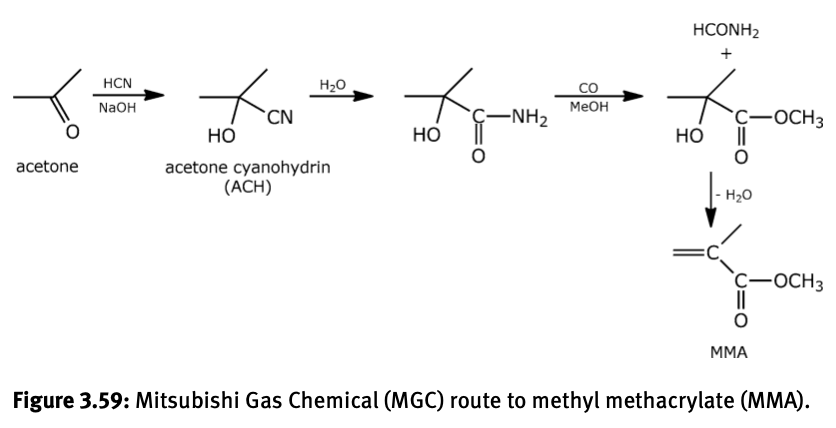 HCONH₂
+
HCN
NaOH
H₂O
CO
MeOH
O
HO
CN
HO
C—NH₂
O
HO
C—OCH₃
O
acetone
acetone cyanohydrin
(ACH)
- H₂O
C
C—OCH₃
O
MMA
Figure 3.59: Mitsubishi Gas Chemical (MGC) route to methyl methacrylate (MMA).